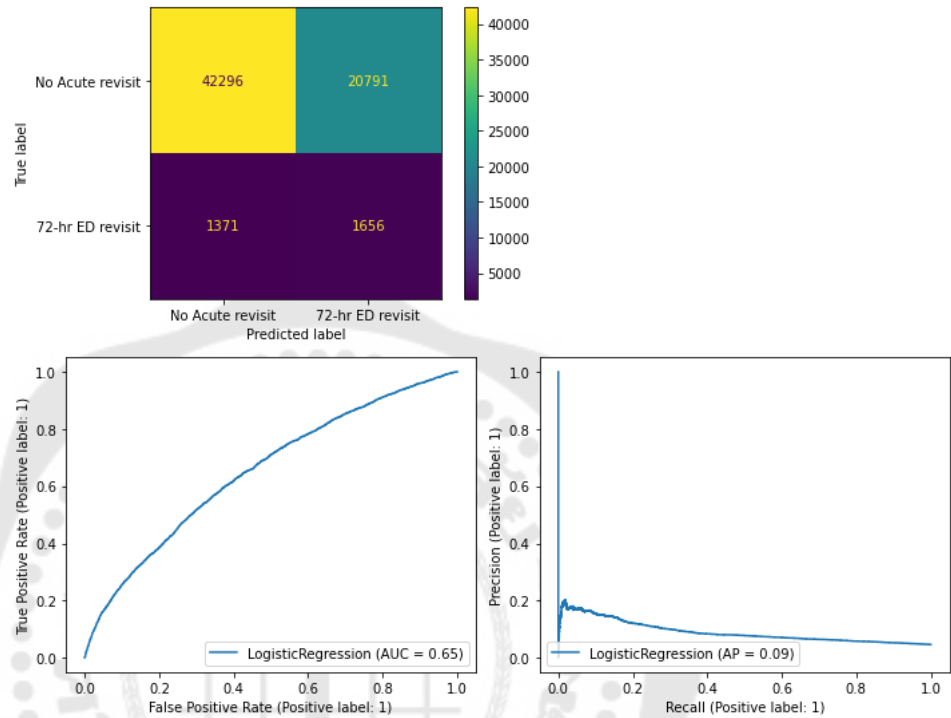 40000
No Acute revisit
42296
20791
35000
30000
25000
True label
20000
15000
72-hr ED revisit
1371
1656
10000
5000
No Acute revisit
72-hr ED revisit
Predicted label
1.0
0.8
0.6
0.4
0.2
0.0
True Positive Rate (Positive label: 1)
LogisticRegression (AUC = 0.65)
0.0 0.2 0.4 0.6 0.8 1.0
False Positive Rate (Positive label: 1)
1.0
0.8
0.6
0.4
0.2
0.0
Precision (Positive label: 1)
LogisticRegression (AP = 0.09)
0.0 0.2 0.4 0.6 0.8 1.0
Recall (Positive label: 1)